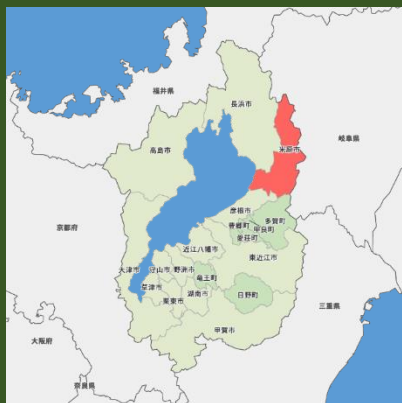 福井県
長浜市
岐阜県
高島市
米原市
彦根市
多賀町
豊郷町
甲良町
愛荘町
京都府
近江八幡市
東近江市
大津市
守山市
野洲市
竜王町
草津市
湖南市
日野町
栗東市
三重県
甲賀市
大阪府
奈良県